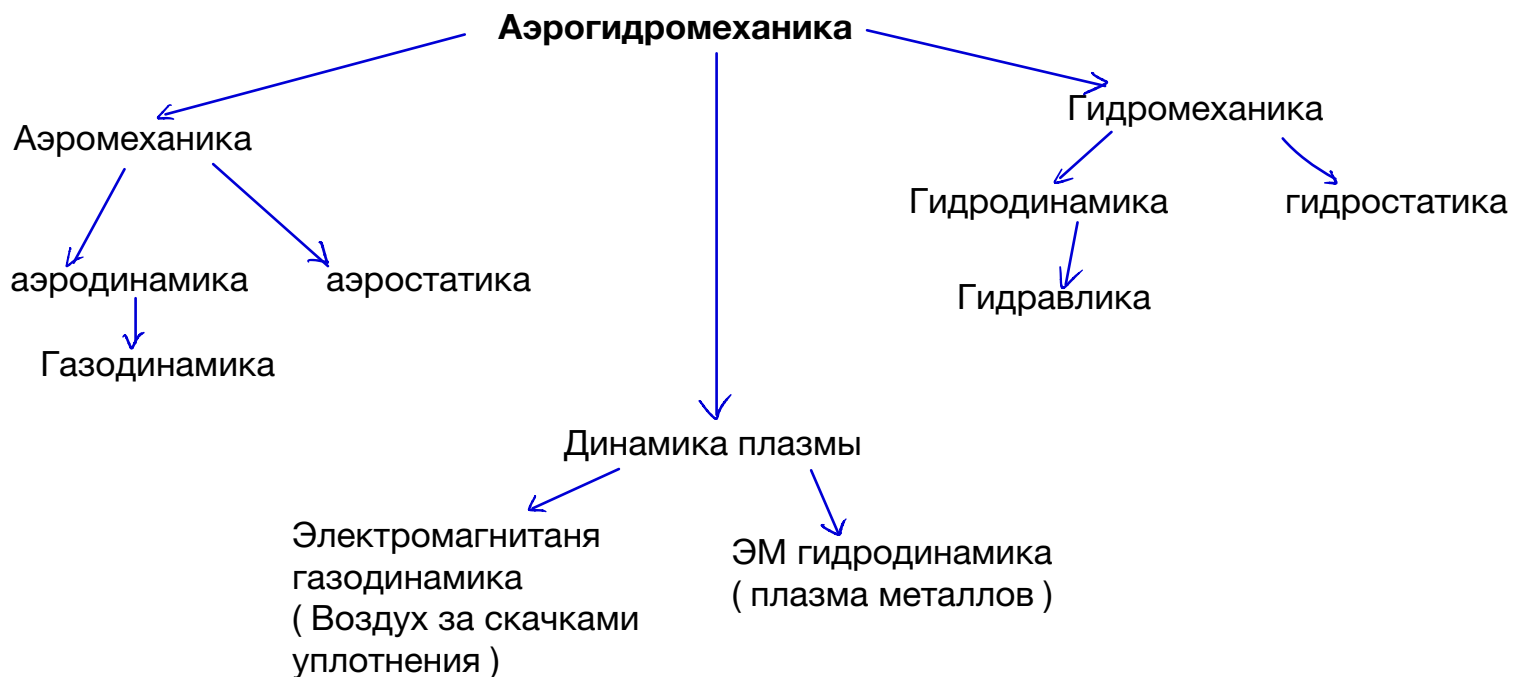 Аэрогидромеханика
Аэромеханика
Гидромеханика
Гидродинамика
гидростатика
аэродинамика
аэростатика
Гидравлика
Газодинамика
Динамика плазмы
Электромагнитаня
газодинамика
( Воздух за скачками
уплотнения )
ЭМ гидродинамика
( плазма металлов )